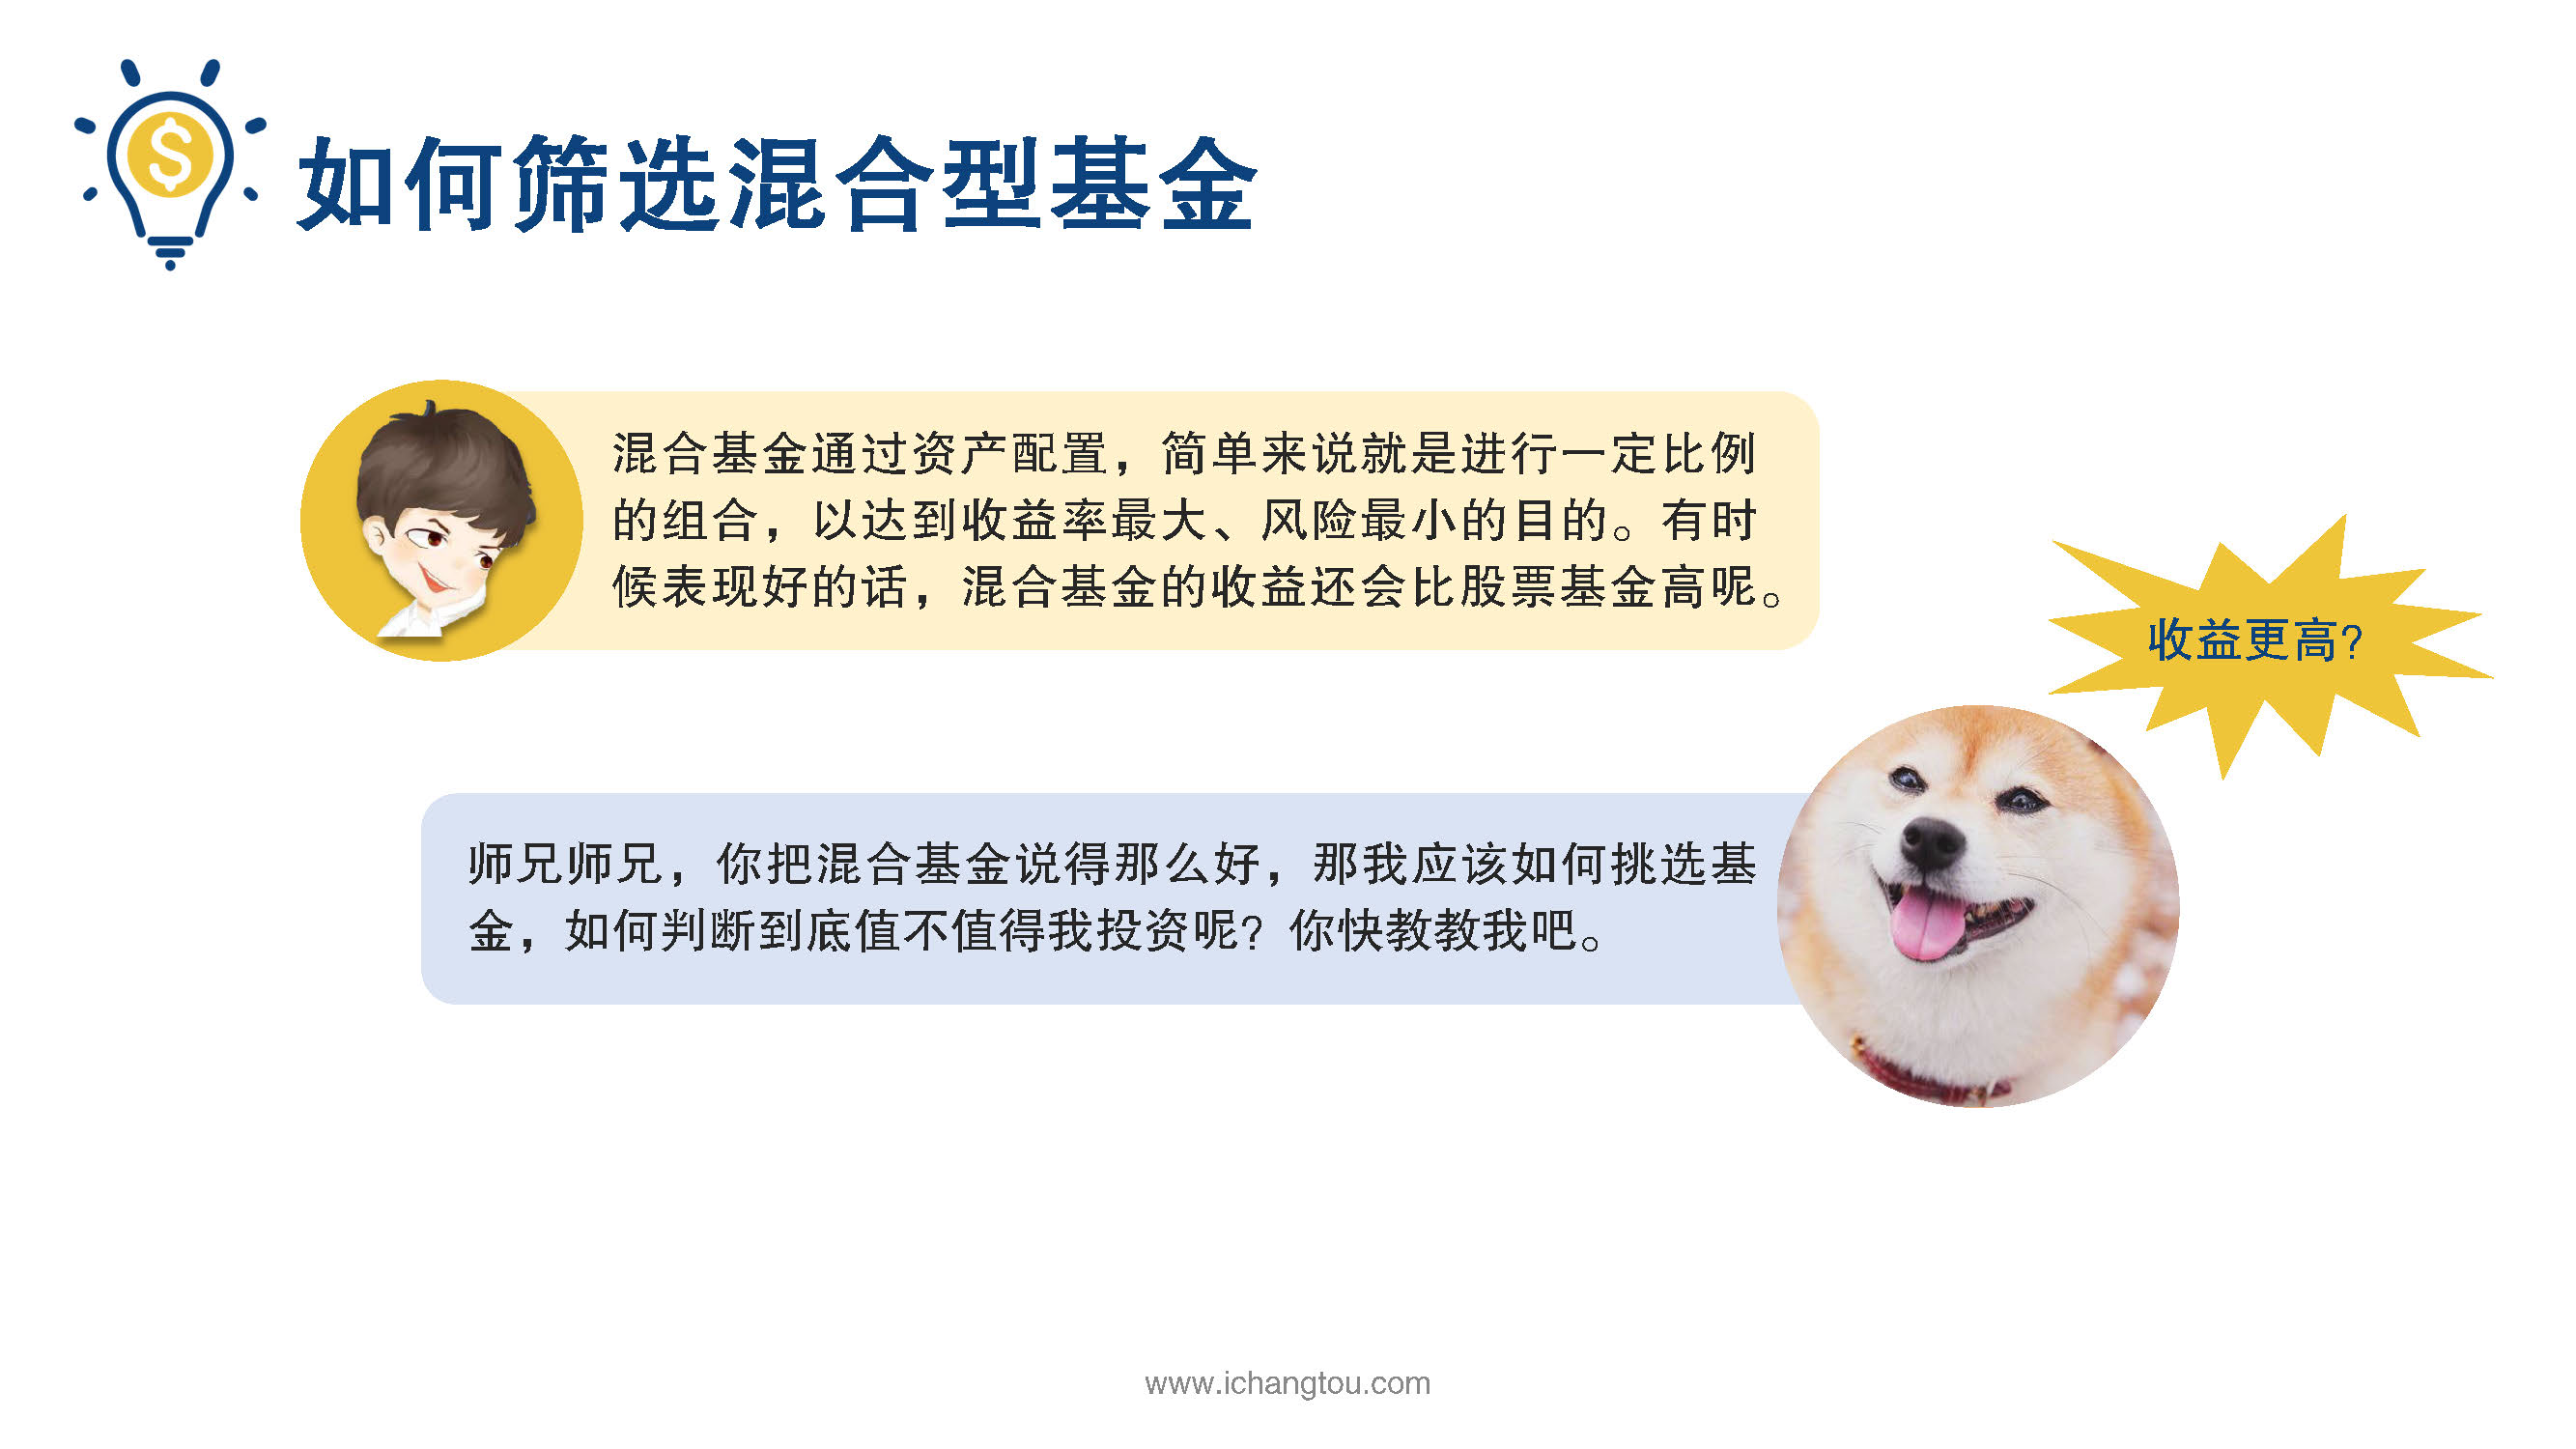 如何筛选混合型基金
混合基金通过资产配置，简单来说就是进行一定比例
的组合，以达到收益率最大、风险最小的目的。有时
候表现好的话，混合基金的收益还会比股票基金高呢。
收益更高？
师兄师兄，你把混合基金说得那么好，那我应该如何挑选基
金，如何判断到底值不值得我投资呢？你快教教我吧。
www.ichangtou.com